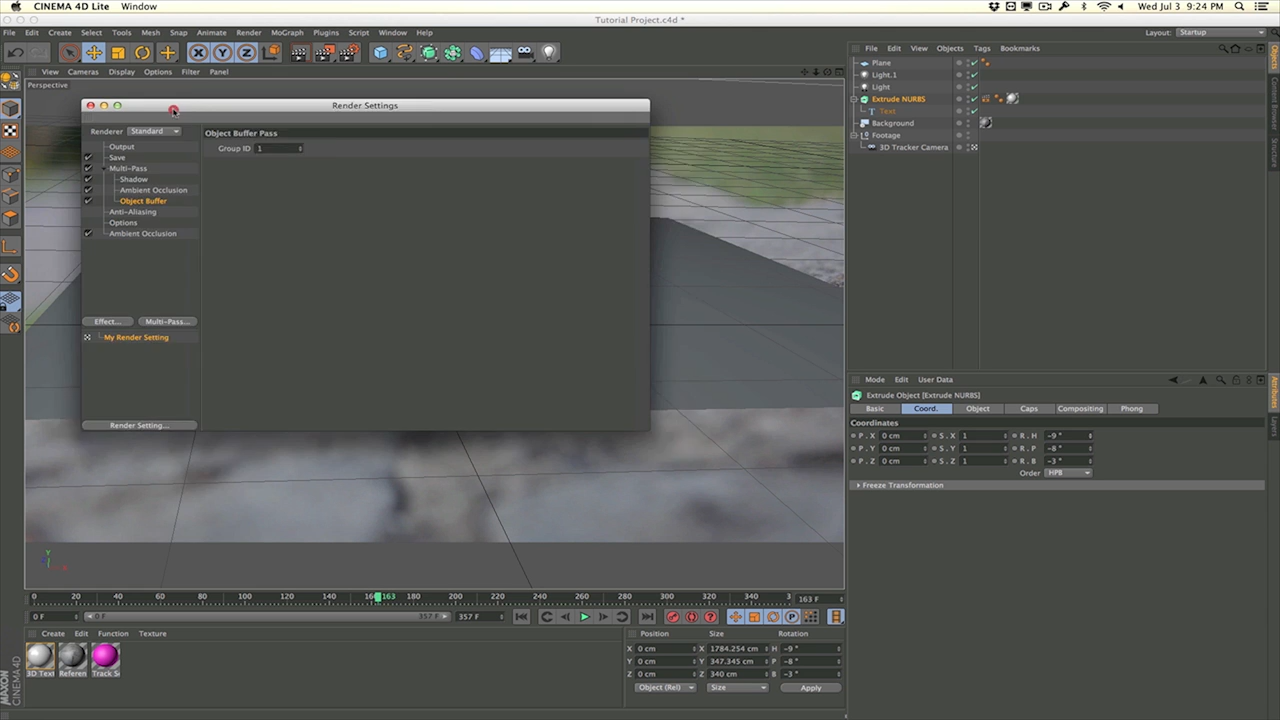 CINEMA 4D Lite Window Wed Jul 3 9:24 PM
Tutorial Project.c4d *
File Edit Create Select Tools Mesh Snap Animate Render MoGraph Plugins Script Window Help Layout: Startup
View Cameras Display Options Filter Panel
Perspective
Render Settings
Renderer Standard
Output
Save
Multi-Pass
Shadow
Ambient Occlusion
Object Buffer
Anti-Aliasing
Options
Ambient Occlusion
Effect... Multi-Pass...
My Render Setting
Render Setting...
Object Buffer Pass
Group ID 1
File Edit View Objects Tags Bookmarks
Plane
Light.1
Light
Extrude NURBS
Text
Background
Footage
3D Tracker Camera
Objects
Content Browser
Structure
Mode Edit User Data
Extrude Object [Extrude NURBS]
Basic Coord. Object Caps Compositing Phong
Coordinates
P . X 0 cm S . X 1 R . H -9 °
P . Y 0 cm S . Y 1 R . P -8 °
P . Z 0 cm S . Z 1 R . B -3 °
Order HPB
Freeze Transformation
Attributes
Layers
Y
X
0 20 40 60 80 100 120 140 163 180 200 220 240 260 280 300 320 340 3 163 F
0 F 0 F 357 F 357 F
Create Edit Function Texture
3D Text Referen Track S
Position Size Rotation
X 0 cm X 1784.254 cm H -9 °
Y 0 cm Y 347.345 cm P -8 °
Z 0 cm Z 340 cm B -3 °
Object (Rel) Size Apply
MAXON
CINEMA 4D